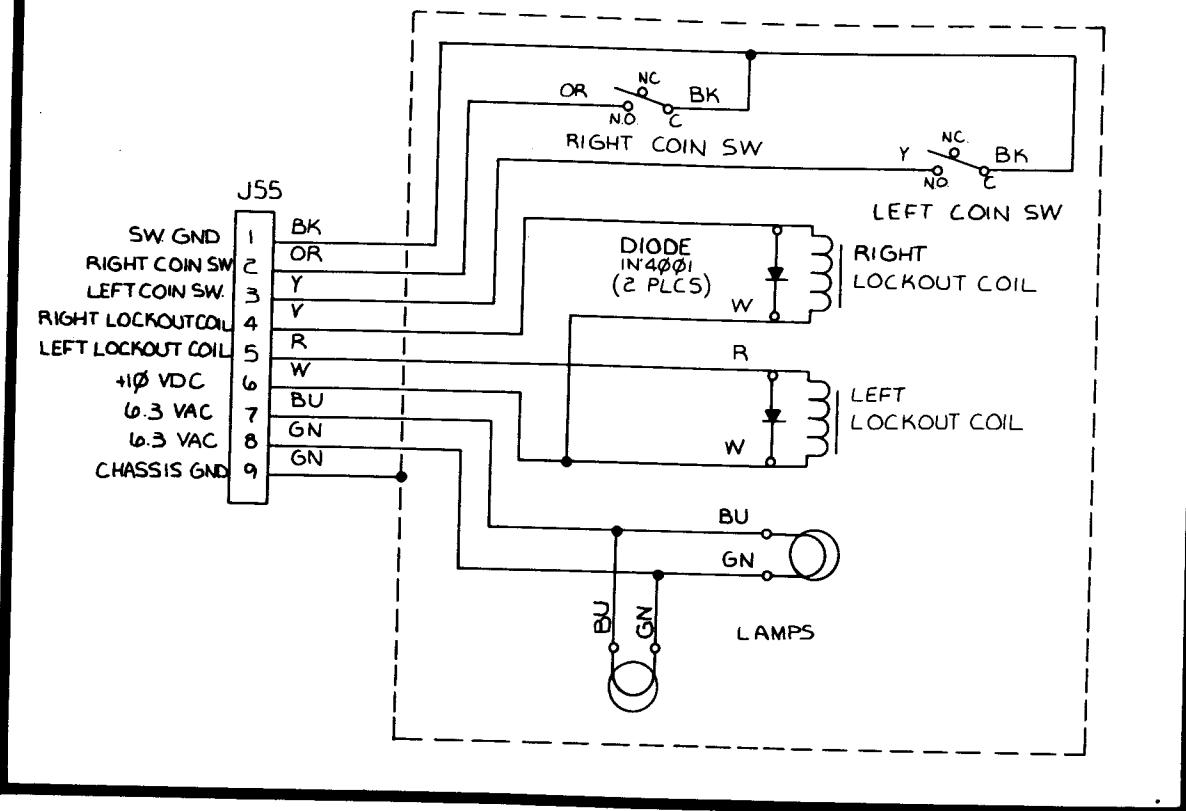 NC
OR
BK
N.O.
C
RIGHT COIN SW
NC.
Y
BK
NO.
C
LEFT COIN SW
J55
SW. GND 1 BK
RIGHT COIN SW 2 OR
LEFT COIN SW. 3 Y
RIGHT LOCKOUT COIL 4 V
LEFT LOCKOUT COIL 5 R
+10 VDC 6 W
6.3 VAC 7 BU
6.3 VAC 8 GN
CHASSIS GND 9 GN
DIODE
IN4001
(2 PLCS)
W
RIGHT
LOCKOUT COIL
R
W
LEFT
LOCKOUT COIL
BU
GN
BU
GN
LAMPS